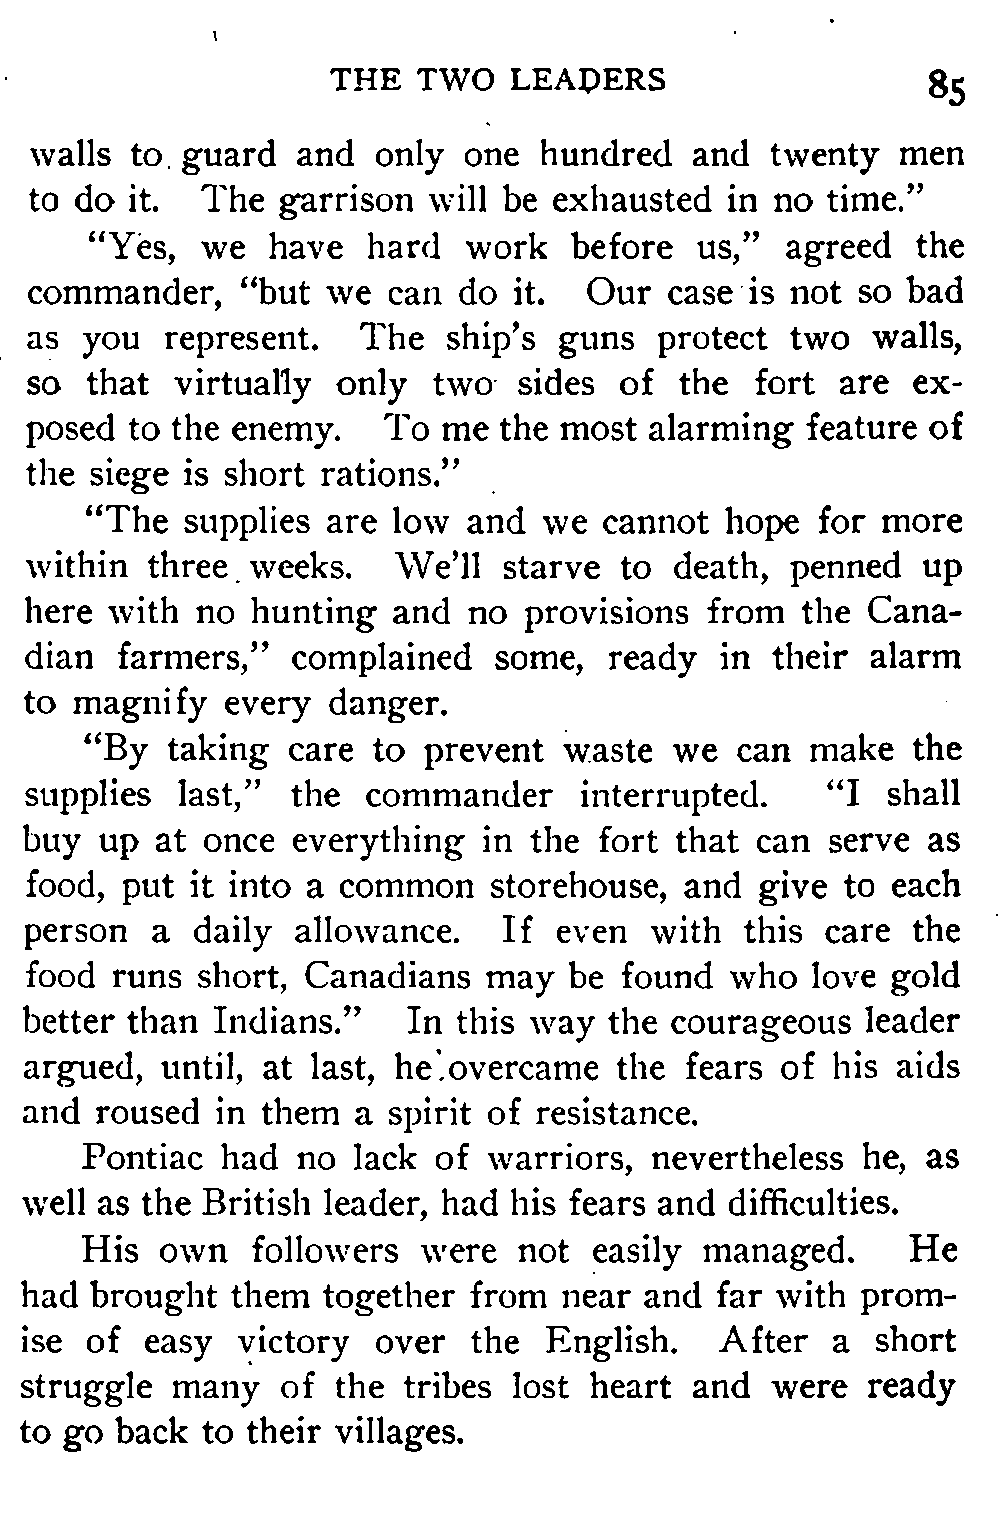 THE TWO LEADERS 85
walls to guard and only one hundred and twenty men
to do it. The garrison will be exhausted in no time.”
“Yes, we have hard work before us,” agreed the
commander, “but we can do it. Our case is not so bad
as you represent. The ship’s guns protect two walls,
so that virtually only two sides of the fort are ex-
posed to the enemy. To me the most alarming feature of
the siege is short rations.”
“The supplies are low and we cannot hope for more
within three weeks. We’ll starve to death, penned up
here with no hunting and no provisions from the Cana-
dian farmers,” complained some, ready in their alarm
to magnify every danger.
“By taking care to prevent waste we can make the
supplies last,” the commander interrupted. “I shall
buy up at once everything in the fort that can serve as
food, put it into a common storehouse, and give to each
person a daily allowance. If even with this care the
food runs short, Canadians may be found who love gold
better than Indians.” In this way the courageous leader
argued, until, at last, he overcame the fears of his aids
and roused in them a spirit of resistance.
Pontiac had no lack of warriors, nevertheless he, as
well as the British leader, had his fears and difficulties.
His own followers were not easily managed. He
had brought them together from near and far with prom-
ise of easy victory over the English. After a short
struggle many of the tribes lost heart and were ready
to go back to their villages.